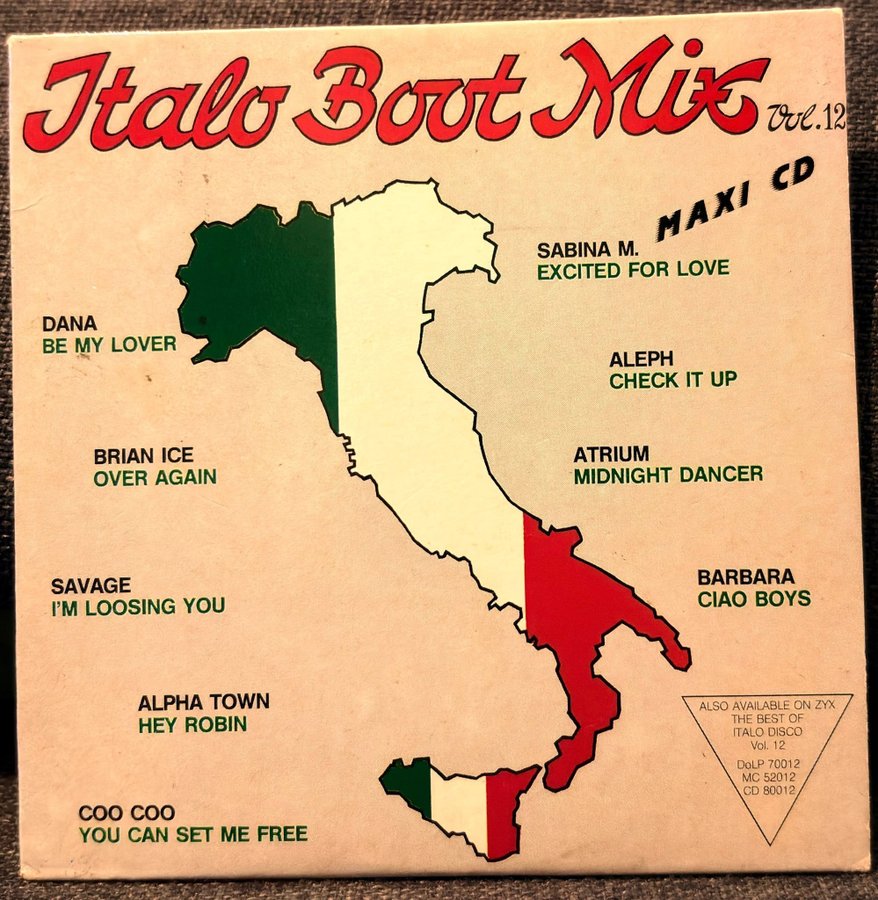 Italo Boot Mix Vol.12
MAXI CD
SABINA M.
EXCITED FOR LOVE
DANA
BE MY LOVER
ALEPH
CHECK IT UP
BRIAN ICE
OVER AGAIN
ATRIUM
MIDNIGHT DANCER
SAVAGE
I'M LOOSING YOU
BARBARA
CIAO BOYS
ALPHA TOWN
HEY ROBIN
COO COO
YOU CAN SET ME FREE
ALSO AVAILABLE ON ZYX
THE BEST OF
ITALO DISCO
Vol. 12
DoLP 70012
MC 52012
CD 80012